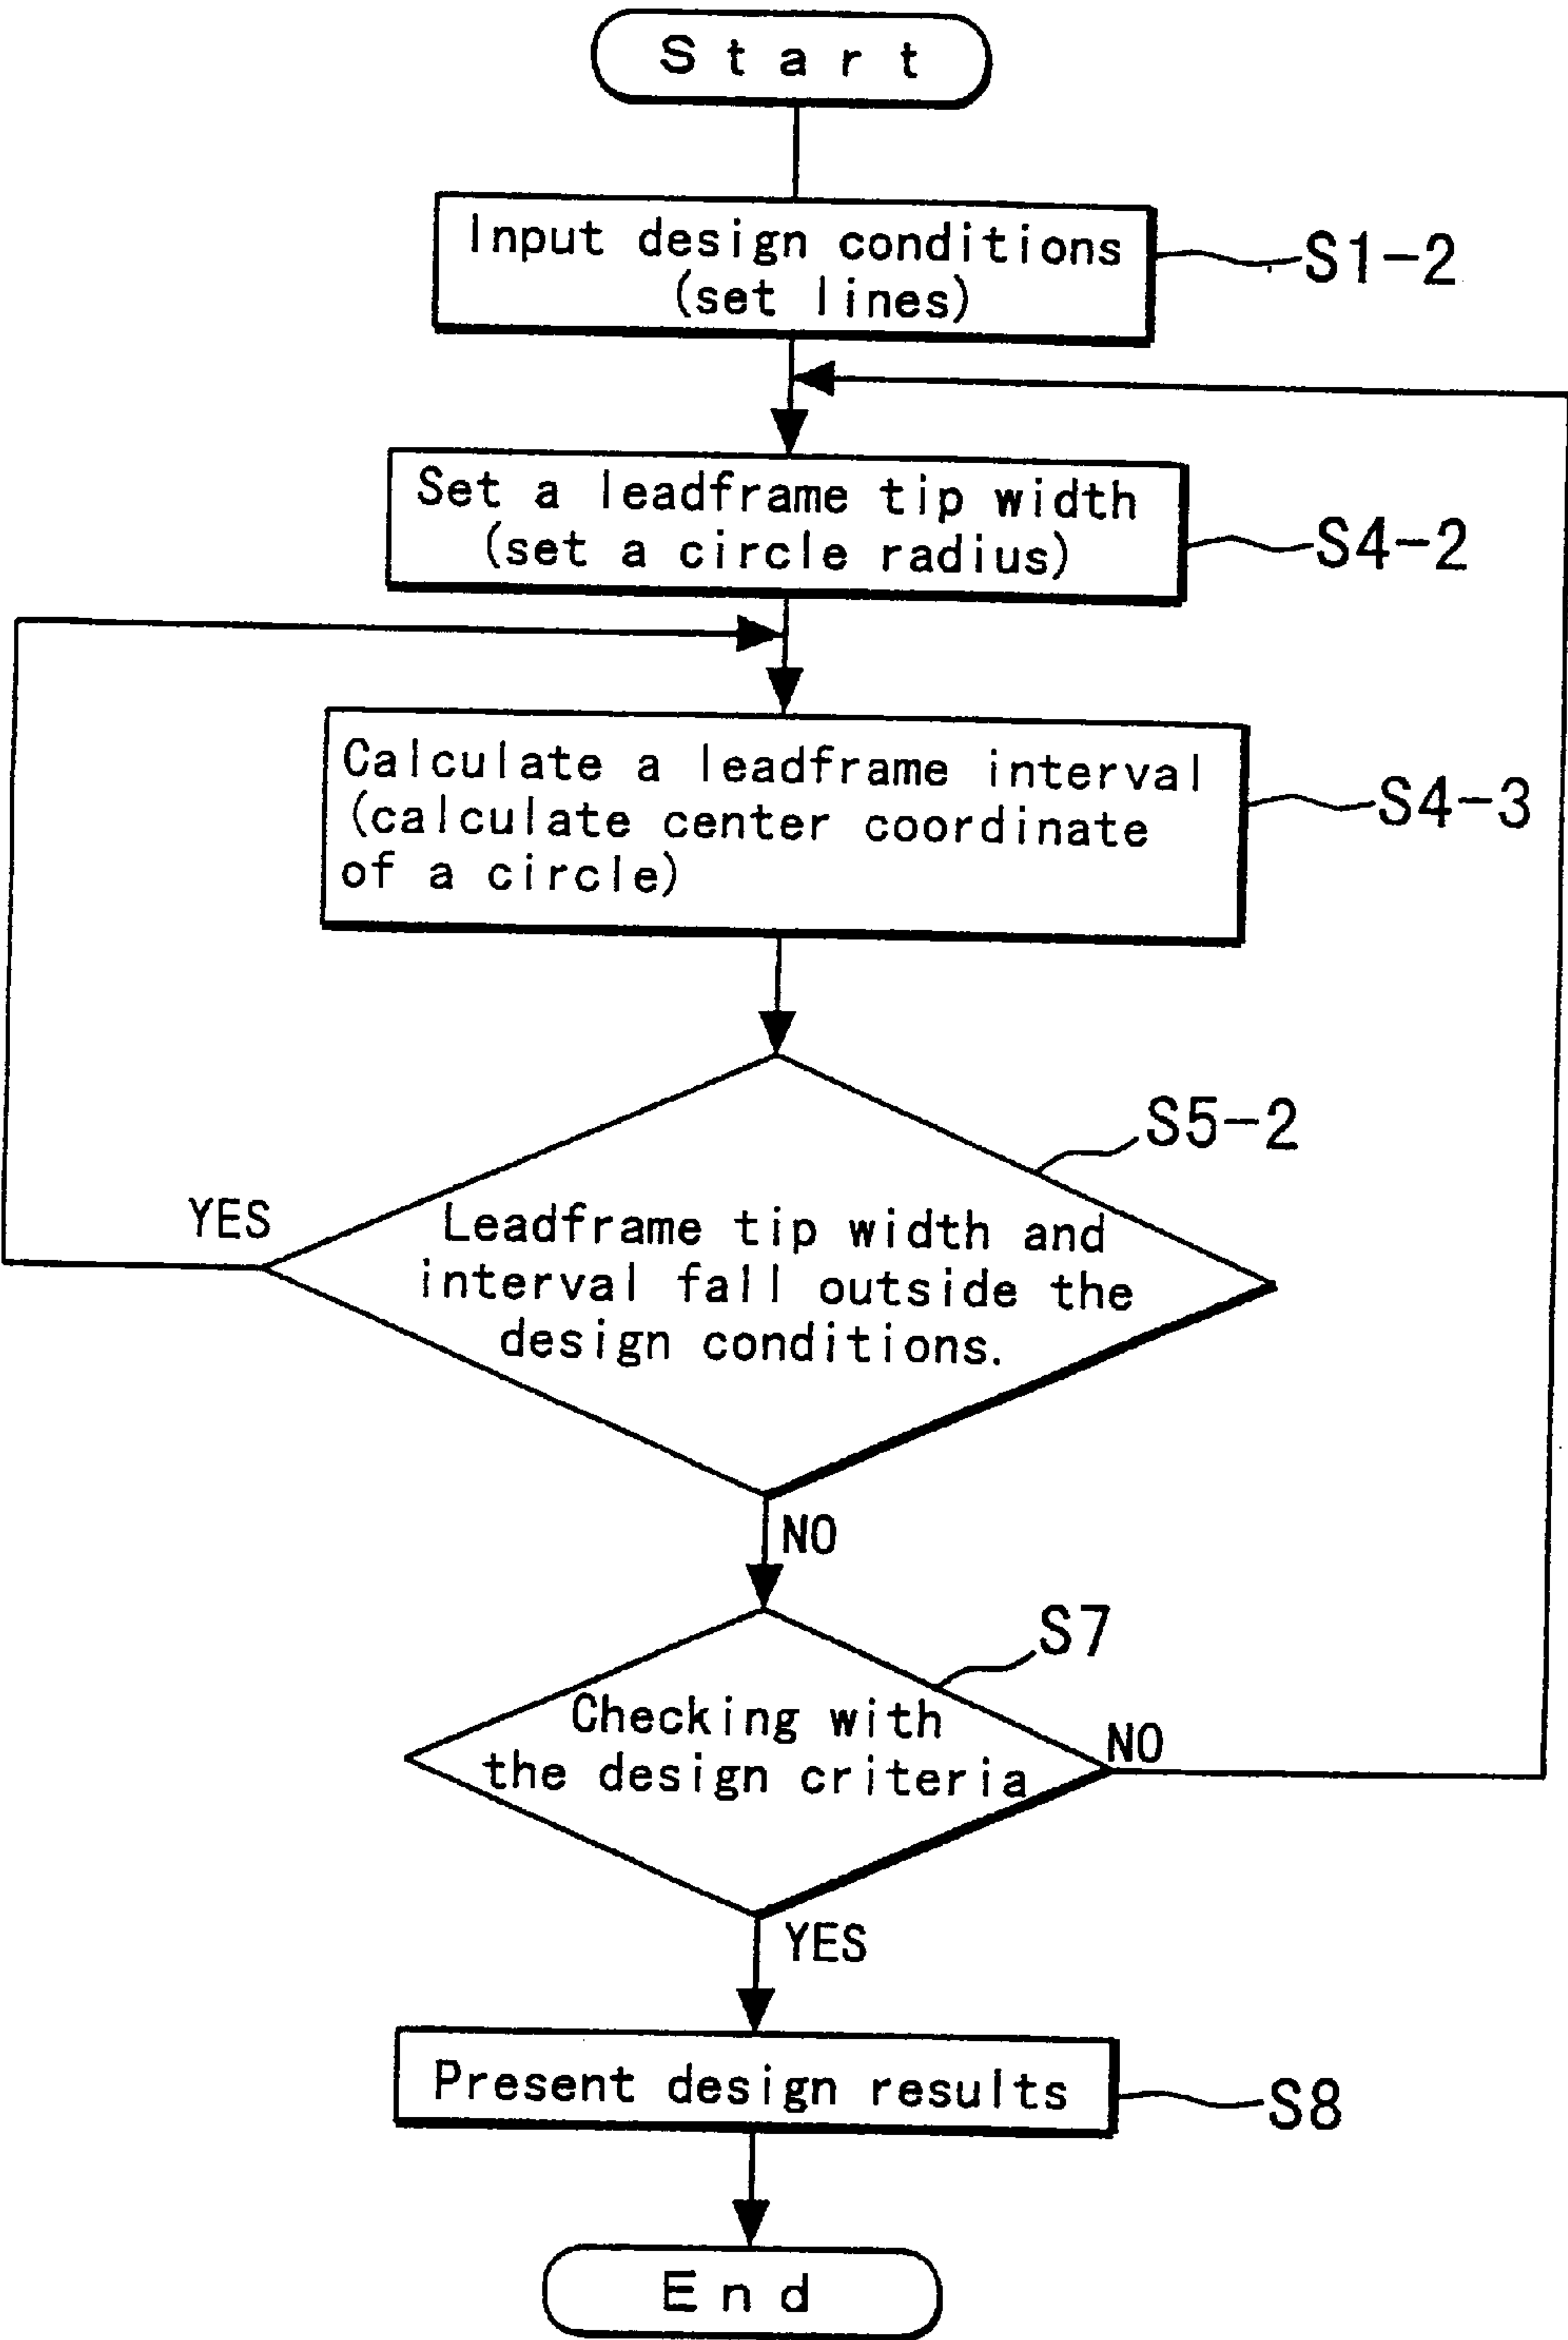 Start
Input design conditions
(set lines)
S1-2
Set a leadframe tip width
(set a circle radius)
S4-2
Calculate a leadframe interval
(calculate center coordinate
of a circle)
S4-3
S5-2
YES
Leadframe tip width and
interval fall outside the
design conditions.
NO
S7
Checking with
the design criteria
NO
YES
Present design results
S8
End